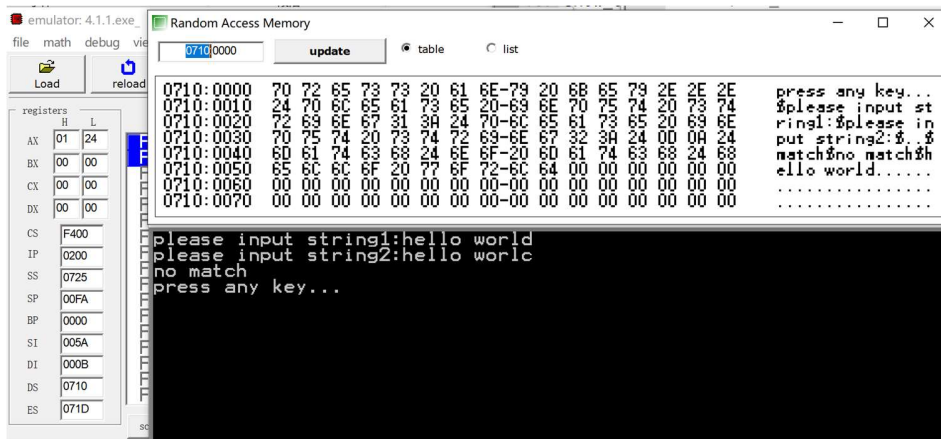 emulator: 4.1.1.exe_
file math debug vie
Load reload
registers
H L
AX 01 24
BX 00 00
CX 00 00
DX 00 00
CS F400
IP 0200
SS 0725
SP 00FA
BP 0000
SI 005A
DI 000B
DS 0710
ES 071D
Random Access Memory
0710:0000 update table list
0710:0000 70 72 65 73 73 20 61 6E-79 20 6B 65 79 2E 2E 2E press any key...
0710:0010 24 70 6C 65 61 73 65 20-69 6E 70 75 74 20 73 74 $please input st
0710:0020 72 69 6E 67 31 3A 24 70-6C 65 61 73 65 20 69 6E ring1:$please in
0710:0030 70 75 74 20 73 74 72 69-6E 67 32 3A 24 0D 0A 24 put string2:$..$
0710:0040 6D 61 74 63 68 24 6E 6F-20 6D 61 74 63 68 24 68 match$no match$h
0710:0050 65 6C 6C 6F 20 77 6F 72-6C 64 00 00 00 00 00 00 ello world......
0710:0060 00 00 00 00 00 00 00 00-00 00 00 00 00 00 00 00 ................
0710:0070 00 00 00 00 00 00 00 00-00 00 00 00 00 00 00 00 ................
please input string1:hello world
please input string2:hello worlc
no match
press any key...